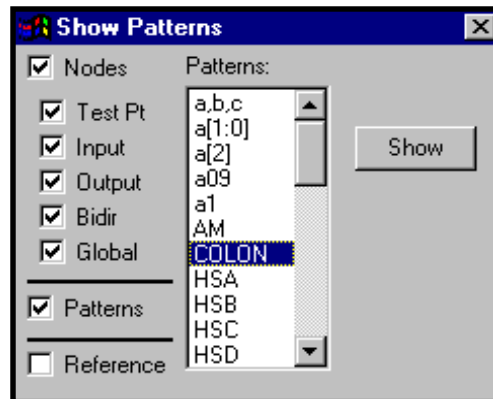 Show Patterns
Nodes
Patterns:
Test Pt
Input
Output
Bidir
Global
Patterns
Reference
a,b,c
a[1:0]
a[2]
a09
a1
AM
COLON
HSA
HSB
HSC
HSD
Show